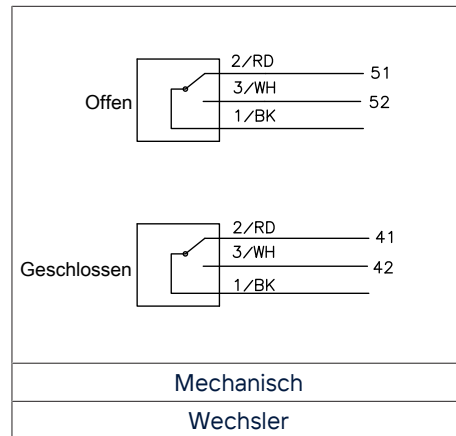 2/RD
51
3/WH
Offen
52
1/BK
2/RD
41
3/WH
Geschlossen
42
1/BK
Mechanisch
Wechsler